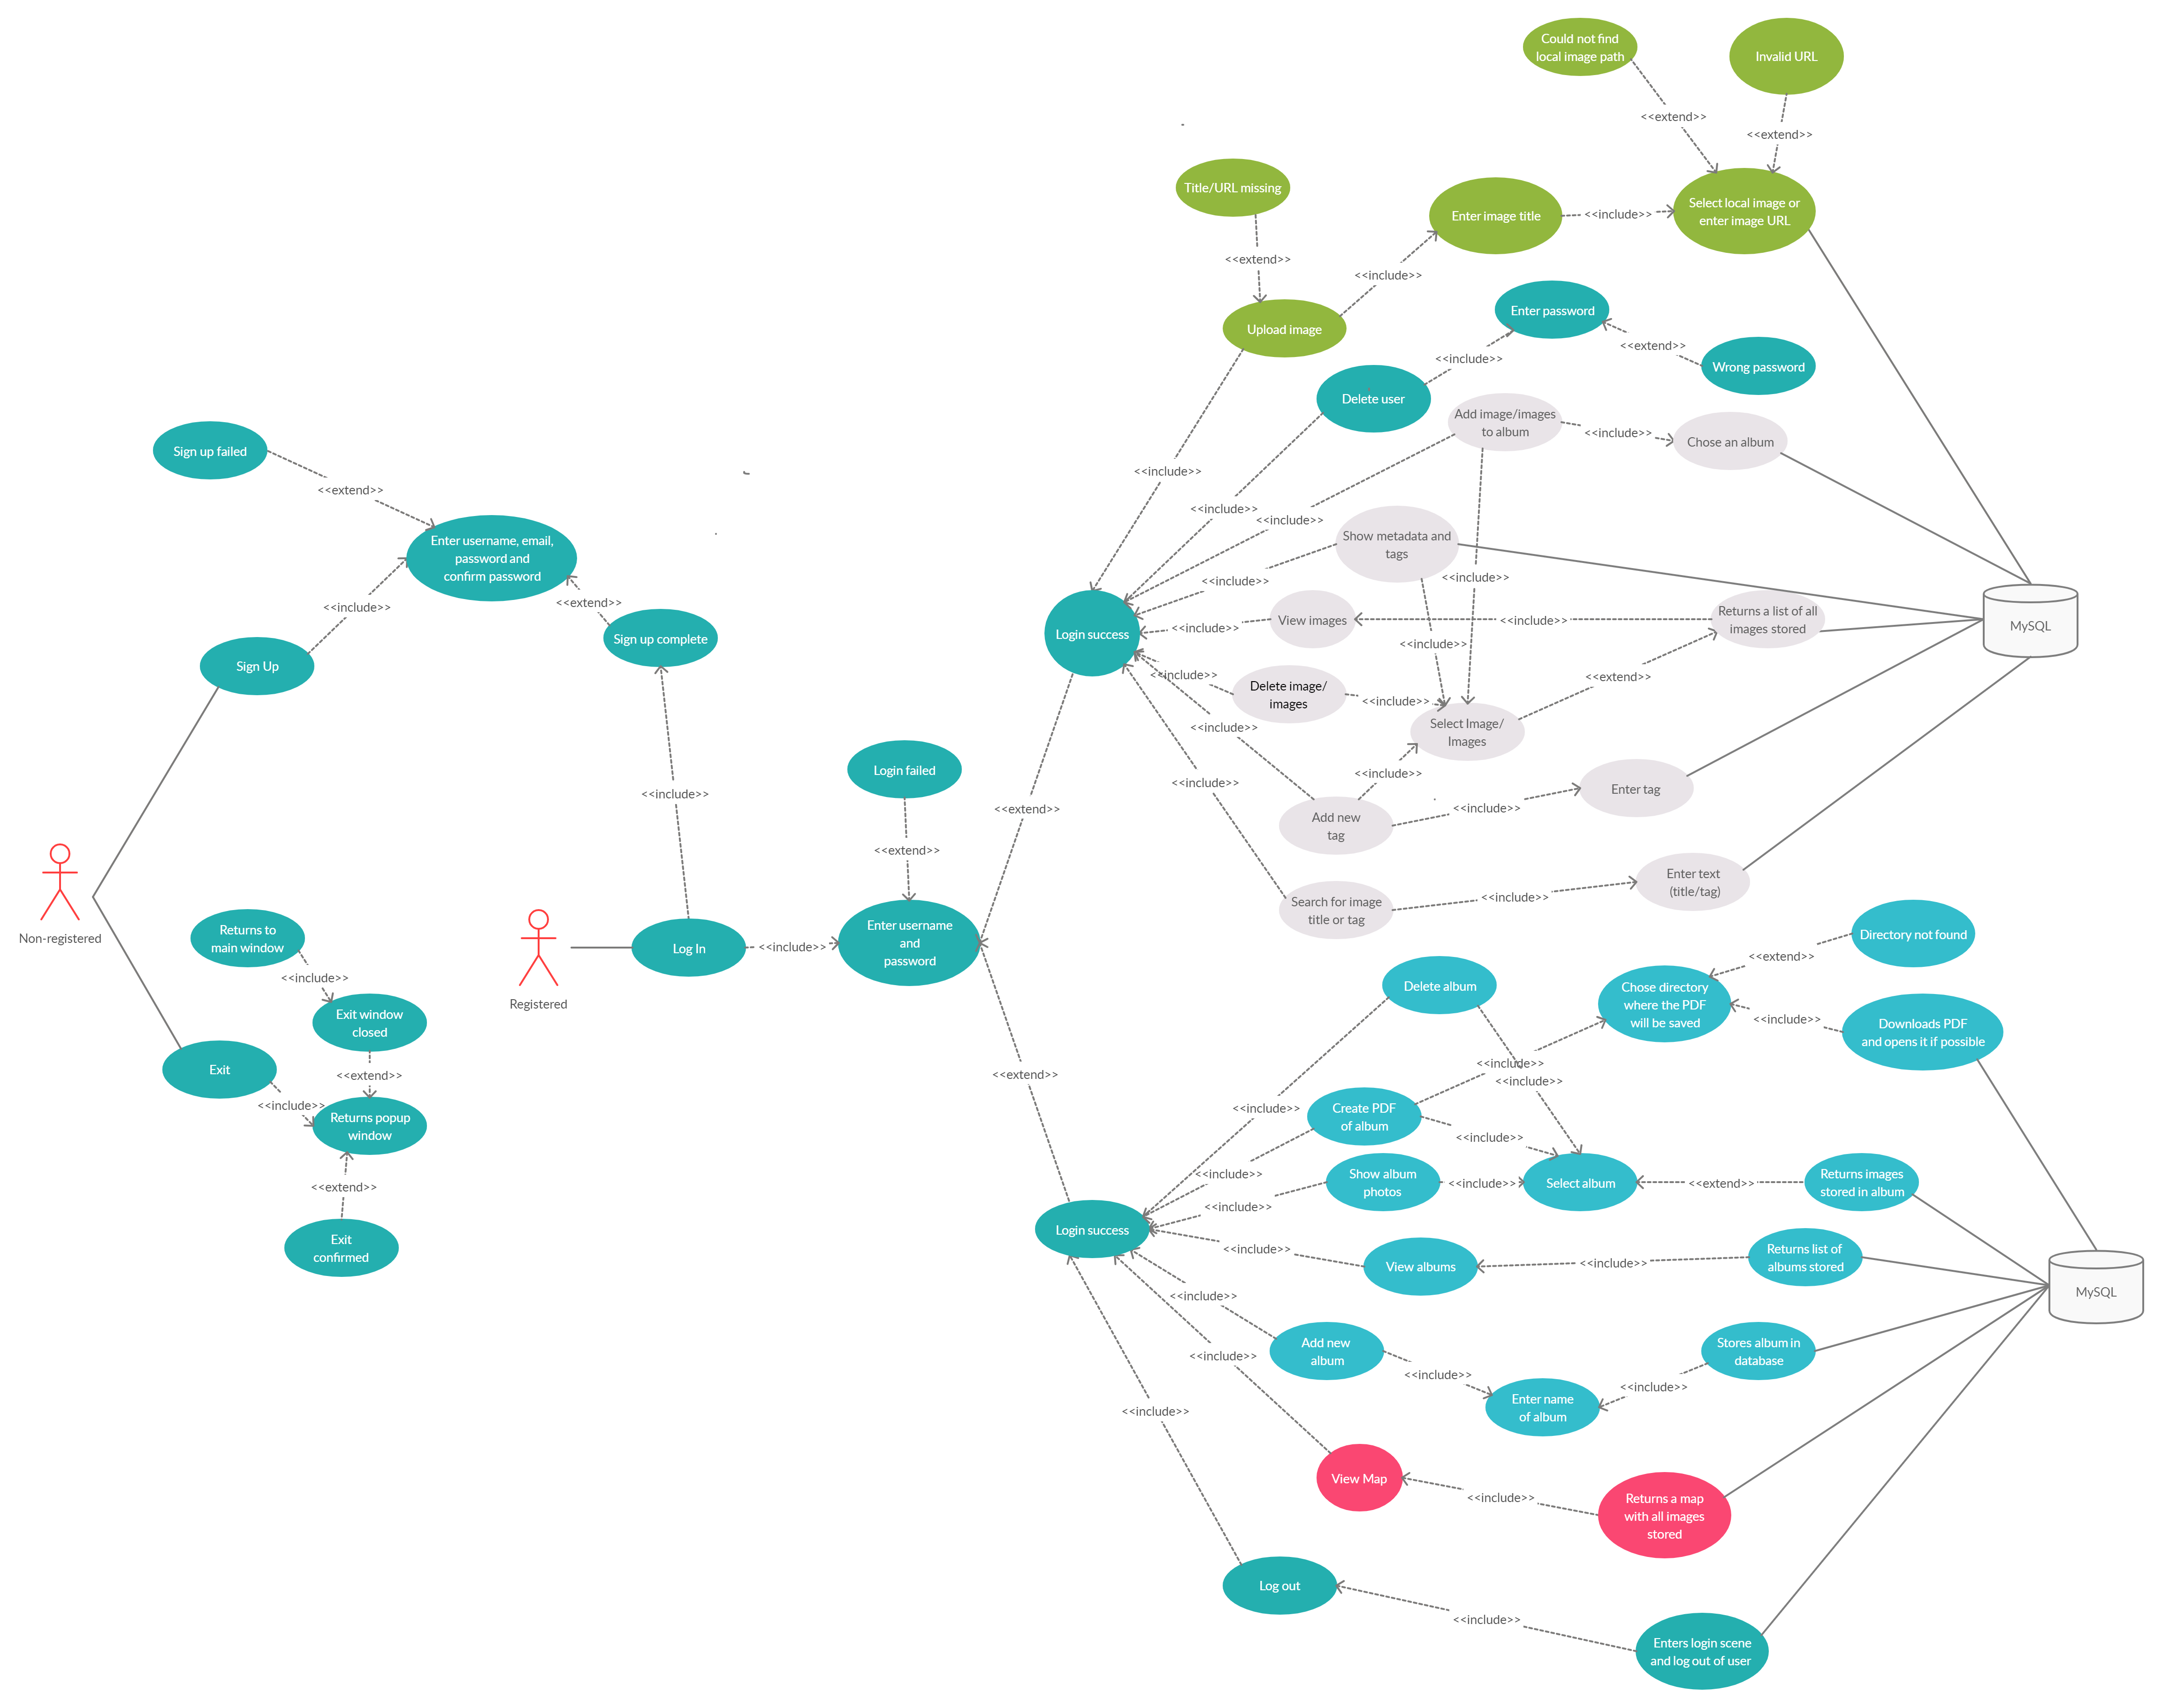 Could not find
local image path
Invalid URL
<<extend>>
<<extend>>
Title/URL missing
Enter image title
<<include>>
Select local image or
enter image URL
<<extend>>
<<include>>
Upload image
Enter password
<<extend>>
Wrong password
<<include>>
Delete user
Add image/images
to album
<<include>>
Chose an album
<<include>>
<<include>>
<<include>>
Show metadata and
tags
<<include>>
<<include>>
Login success
<<include>>
View images
<<include>>
Returns a list of all
images stored
MySQL
<<include>>
<<include>>
Delete image/
images
<<include>>
<<extend>>
Select Image/
Images
<<include>>
<<include>>
<<include>>
Add new
tag
<<include>>
Enter tag
Search for image
title or tag
<<include>>
Enter text
(title/tag)
Sign up failed
<<extend>>
Enter username, email,
password and
confirm password
<<include>>
<<extend>>
Sign up complete
Sign Up
<<include>>
Login failed
<<extend>>
<<extend>>
Non-registered
Registered
Log In
<<include>>
Enter username
and
password
<<extend>>
Returns to
main window
<<include>>
Exit window
closed
<<extend>>
Exit
<<include>>
Returns popup
window
<<extend>>
Exit
confirmed
Directory not found
<<extend>>
Delete album
Chose directory
where the PDF
will be saved
<<include>>
Downloads PDF
and opens it if possible
<<include>>
<<include>>
<<include>>
Create PDF
of album
<<include>>
<<include>>
Show album
photos
<<include>>
Select album
<<extend>>
Returns images
stored in album
<<include>>
Login success
<<include>>
View albums
<<include>>
Returns list of
albums stored
MySQL
<<include>>
Add new
album
<<include>>
Enter name
of album
<<include>>
Stores album in
database
<<include>>
View Map
<<include>>
Returns a map
with all images
stored
<<include>>
Log out
<<include>>
Enters login scene
and log out of user